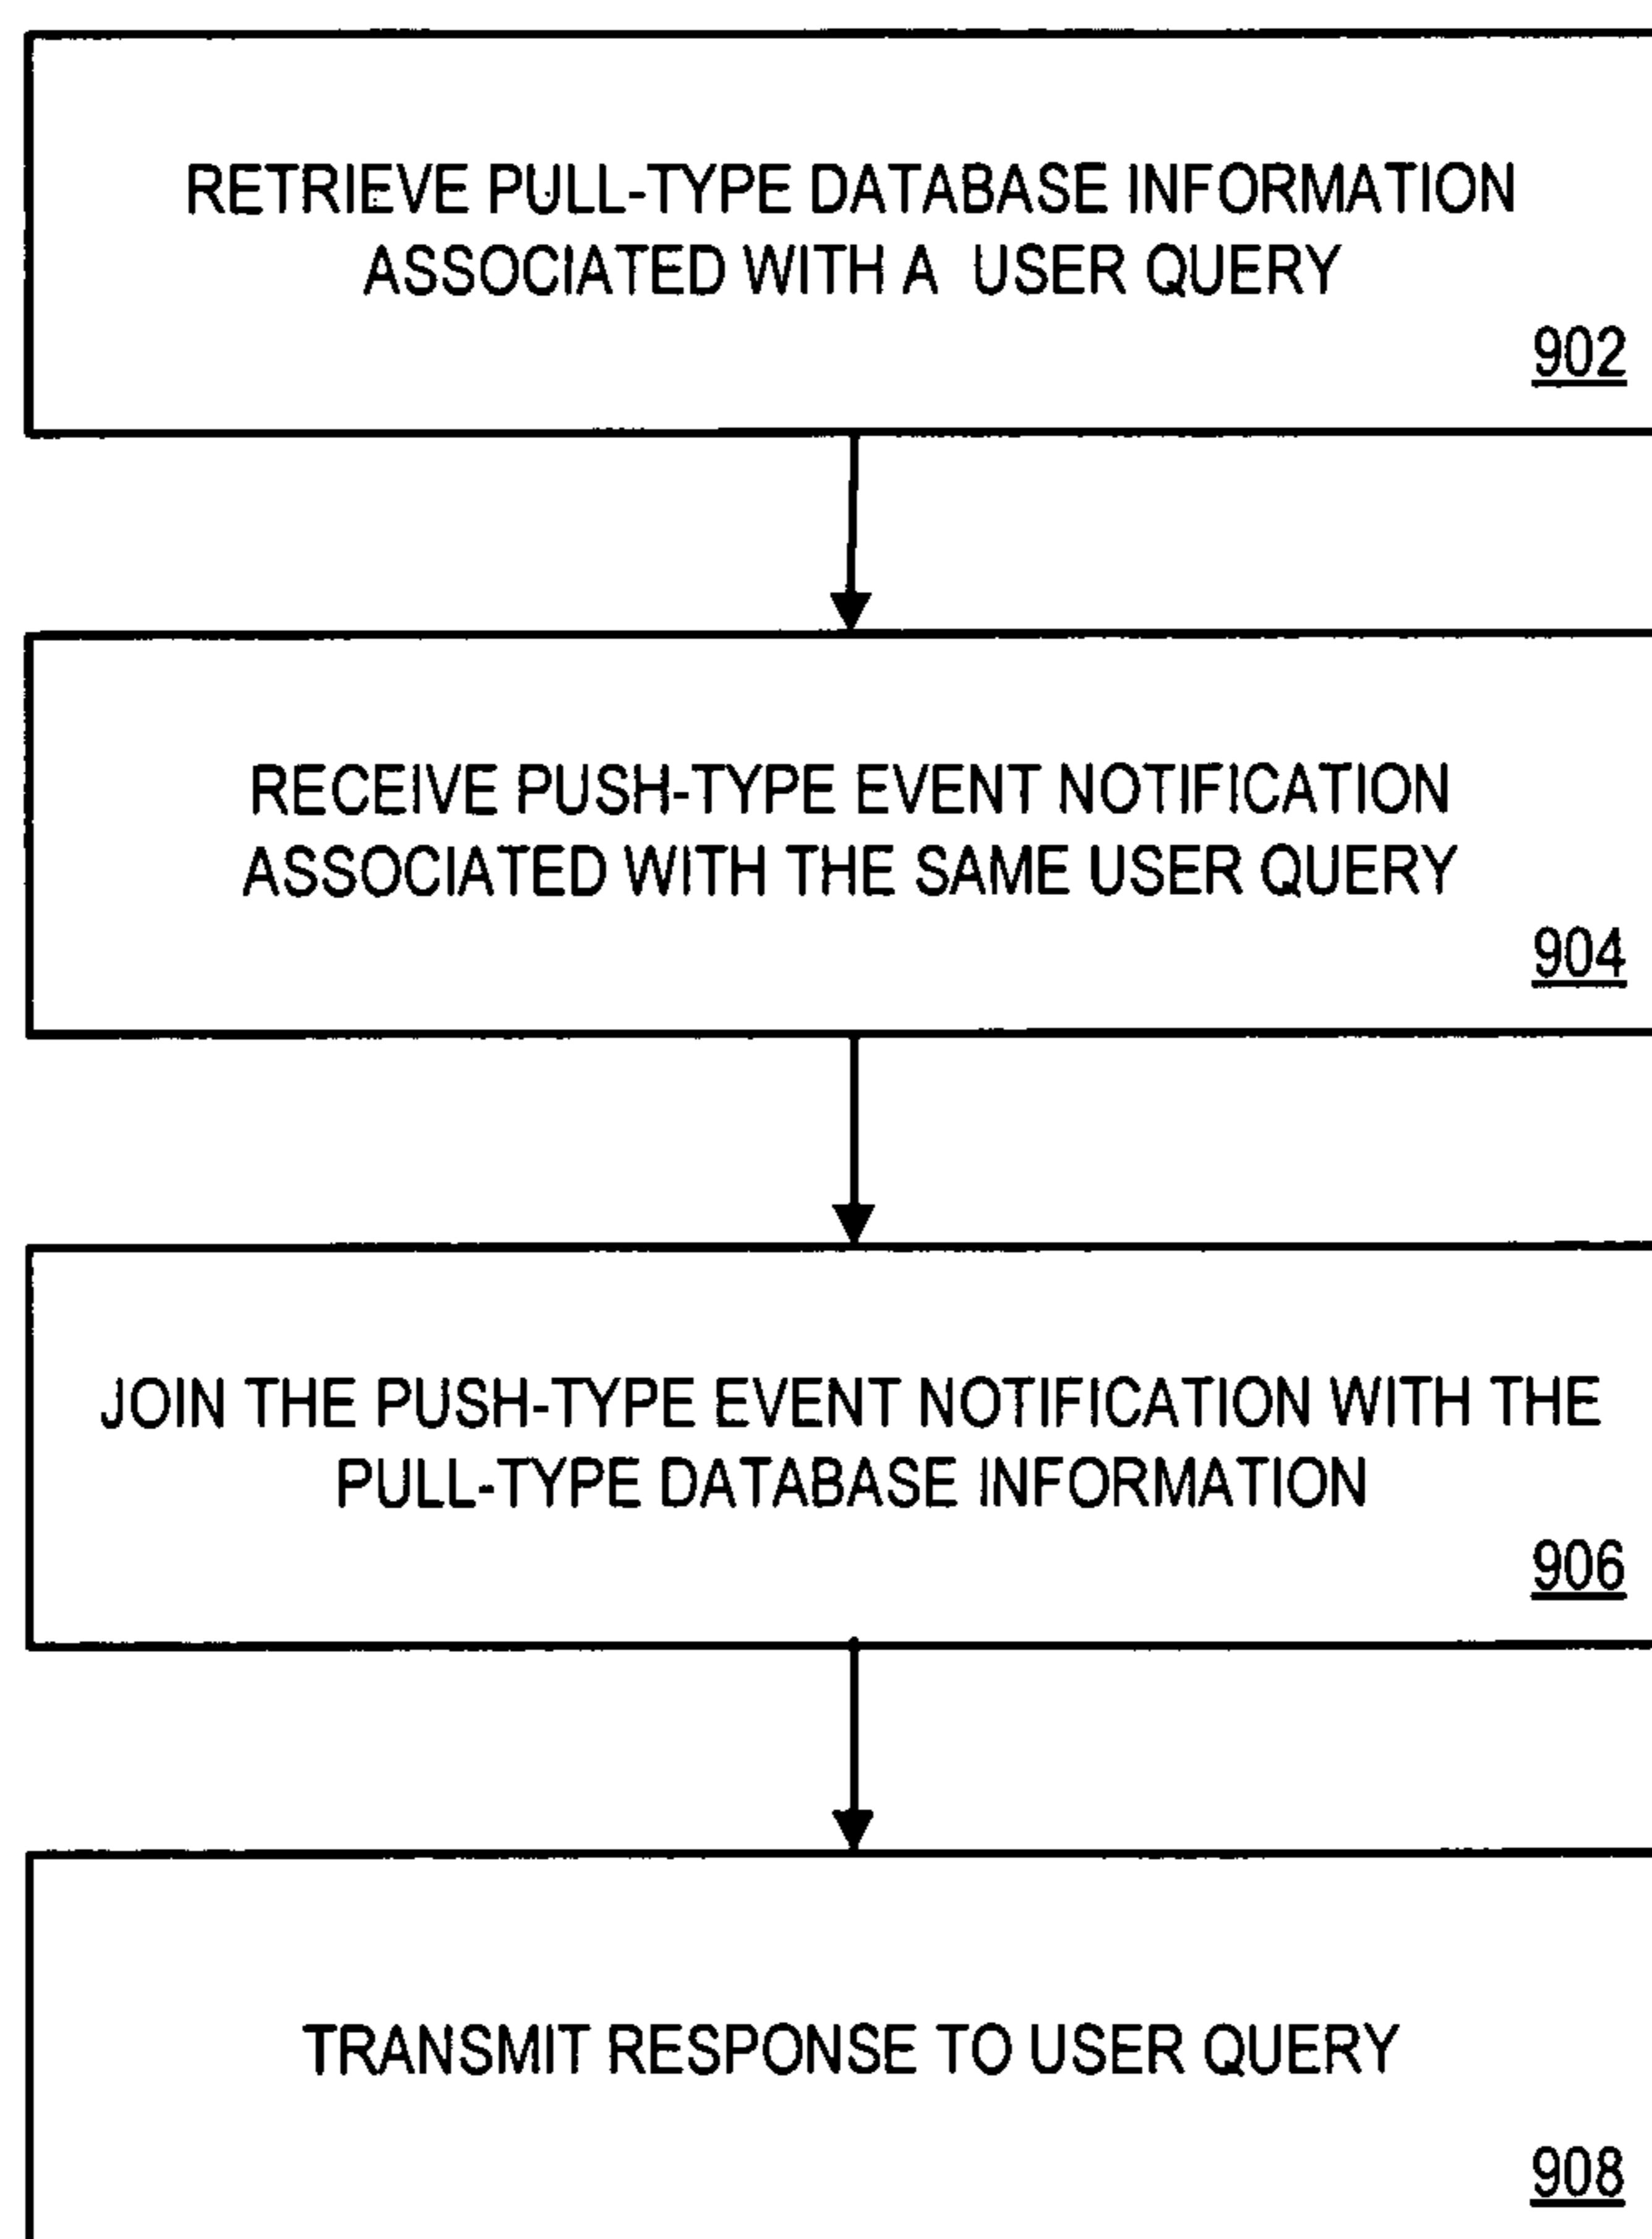 RETRIEVE PULL-TYPE DATABASE INFORMATION
ASSOCIATED WITH A USER QUERY
902
RECEIVE PUSH-TYPE EVENT NOTIFICATION
ASSOCIATED WITH THE SAME USER QUERY
904
JOIN THE PUSH-TYPE EVENT NOTIFICATION WITH THE
PULL-TYPE DATABASE INFORMATION
906
TRANSMIT RESPONSE TO USER QUERY
908